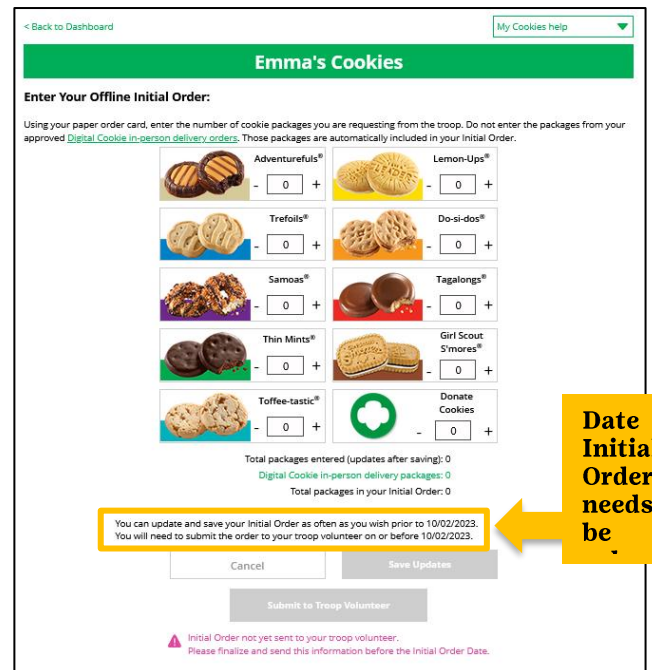 < Back to Dashboard
My Cookies help
Emma's Cookies
Enter Your Offline Initial Order:
Using your paper order card, enter the number of cookie packages you are requesting from the troop. Do not enter the packages from your
approved Digital Cookie in-person delivery orders. Those packages are automatically included in your Initial Order.
Adventurefuls®
- 0 +
Lemon-Ups®
- 0 +
Trefoils®
- 0 +
Do-si-dos®
- 0 +
Samoas®
- 0 +
Tagalongs®
- 0 +
Thin Mints®
- 0 +
Girl Scout
S'mores®
- 0 +
Toffee-tastic®
- 0 +
Donate
Cookies
- 0 +
Total packages entered (updates after saving): 0
Digital Cookie in-person delivery packages: 0
Total packages in your Initial Order: 0
You can update and save your Initial Order as often as you wish prior to 10/02/2023.
You will need to submit the order to your troop volunteer on or before 10/02/2023.
Date
Initial
Order
needs
be
Cancel
Save Updates
Submit to Troop Volunteer
Initial Order not yet sent to your troop volunteer.
Please finalize and send this information before the Initial Order Date.